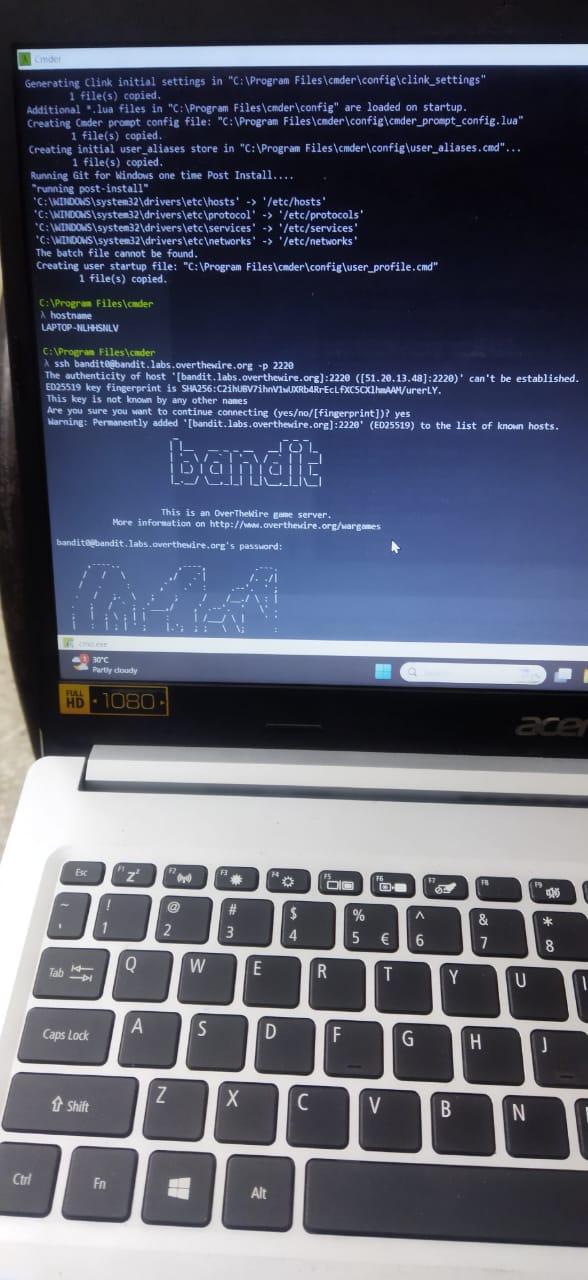 Cmder
Generating Clink initial settings in "C:\Program Files\cmder\config\clink_settings"
1 file(s) copied.
Additional *.lua files in "C:\Program Files\cmder\config" are loaded on startup.
Creating Cmder prompt config file: "C:\Program Files\cmder\config\cmder_prompt_config.lua"
1 file(s) copied.
Creating initial user_aliases store in "C:\Program Files\cmder\config\user_aliases.cmd"...
1 file(s) copied.
Running Git for Windows one time Post Install....
"running post-install"
'C:\WINDOWS\system32\drivers\etc\hosts' -> '/etc/hosts'
'C:\WINDOWS\system32\drivers\etc\protocol' -> '/etc/protocols'
'C:\WINDOWS\system32\drivers\etc\services' -> '/etc/services'
'C:\WINDOWS\system32\drivers\etc\networks' -> '/etc/networks'
The batch file cannot be found.
Creating user startup file: "C:\Program Files\cmder\config\user_profile.cmd"
1 file(s) copied.
C:\Program Files\cmder
λ hostname
LAPTOP-NLHHSNLV
C:\Program Files\cmder
λ ssh bandit0@bandit.labs.overthewire.org -p 2220
The authenticity of host '[bandit.labs.overthewire.org]:2220 ([51.20.13.48]:2220)' can't be established.
ED25519 key fingerprint is SHA256:C2ihUBV7ihnV1wUXRb4RrEcLfXC5CXlhmAAM/urerLY.
This key is not known by any other names
Are you sure you want to continue connecting (yes/no/[fingerprint])? yes
Warning: Permanently added '[bandit.labs.overthewire.org]:2220' (ED25519) to the list of known hosts.
bandit
This is an OverTheWire game server.
More information on http://www.overthewire.org/wargames
bandit0@bandit.labs.overthewire.org's password:
cmd.exe
30°C
Partly cloudy
Search
FULL HD 1080
acer
Esc F1 F2 F3 F4 F5 F6 F7 F8 F9
~ ! @ # $ % ^ & *
1 2 3 4 5 € 6 7 8
Tab Q W E R T Y U
Caps Lock A S D F G H J
Shift Z X C V B N
Ctrl Fn Alt